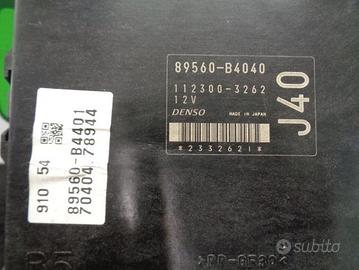 89560-B4040
112300-3262
12V
DENSO MADE IN JAPAN
*2332621*
J40
910 54
89560-B4401
70404-78944
subito